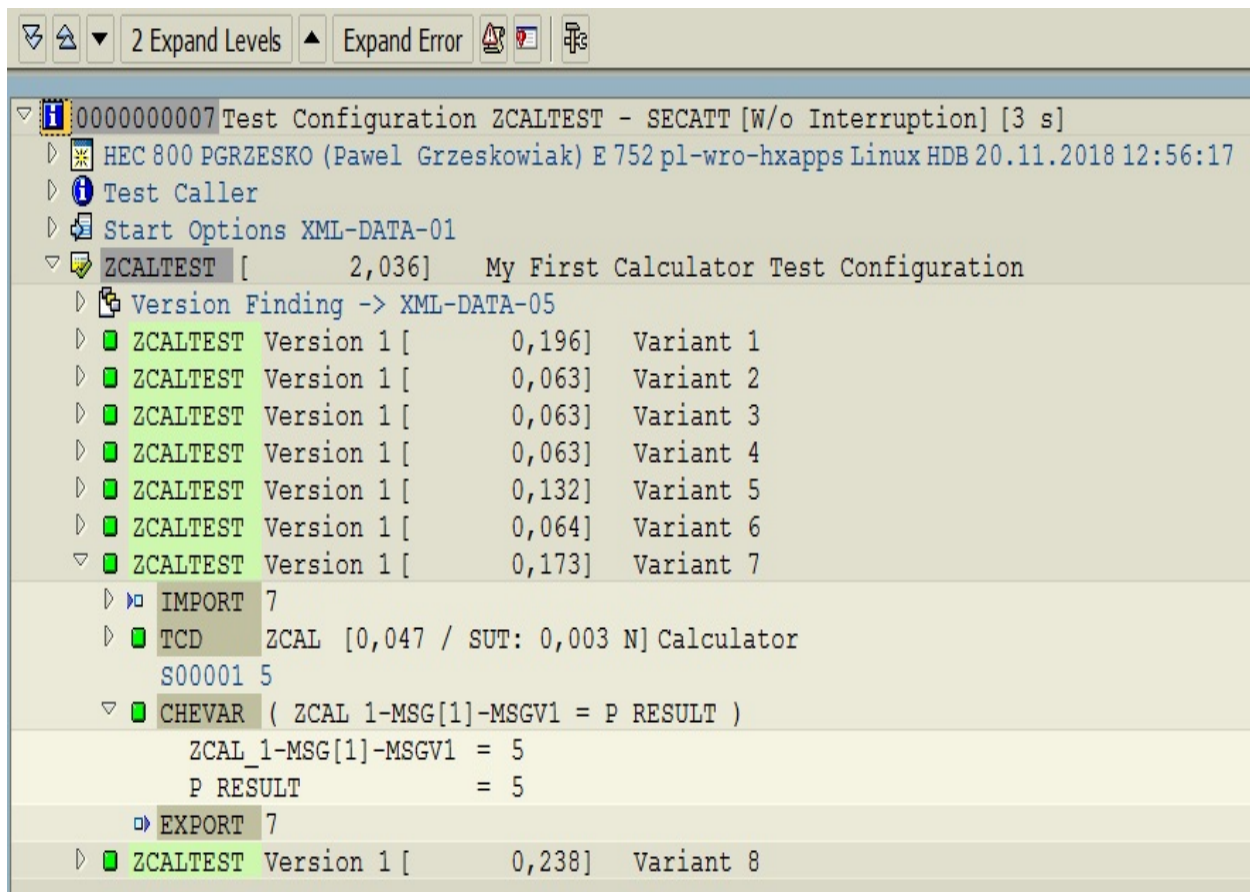 2 Expand Levels Expand Error
0000000007 Test Configuration ZCALTEST - SECATT [W/o Interruption] [3 s]
HEC 800 PGRZESKO (Pawel Grzeskowiak) E 752 pl-wro-hxapps Linux HDB 20.11.2018 12:56:17
Test Caller
Start Options XML-DATA-01
ZCALTEST [ 2,036] My First Calculator Test Configuration
Version Finding -> XML-DATA-05
ZCALTEST Version 1 [ 0,196] Variant 1
ZCALTEST Version 1 [ 0,063] Variant 2
ZCALTEST Version 1 [ 0,063] Variant 3
ZCALTEST Version 1 [ 0,063] Variant 4
ZCALTEST Version 1 [ 0,132] Variant 5
ZCALTEST Version 1 [ 0,064] Variant 6
ZCALTEST Version 1 [ 0,173] Variant 7
IMPORT 7
TCD ZCAL [0,047 / SUT: 0,003 N] Calculator
S00001 5
CHEVAR ( ZCAL 1-MSG[1]-MSGV1 = P RESULT )
ZCAL_1-MSG[1]-MSGV1 = 5
P RESULT = 5
EXPORT 7
ZCALTEST Version 1 [ 0,238] Variant 8